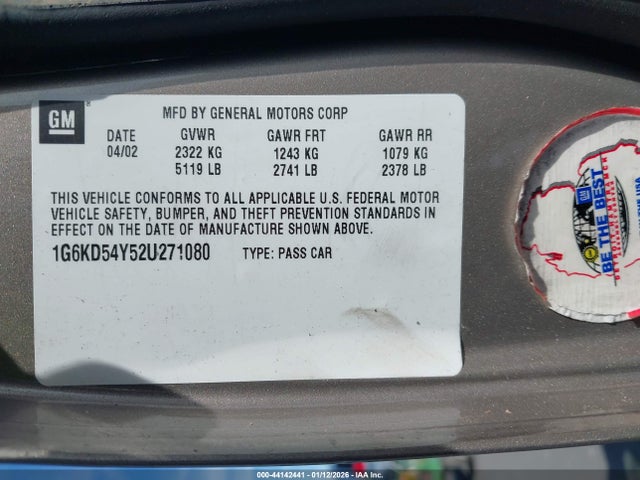 GM
MFD BY GENERAL MOTORS CORP
DATE GVWR GAWR FRT GAWR RR
04/02 2322 KG 1243 KG 1079 KG
5119 LB 2741 LB 2378 LB
THIS VEHICLE CONFORMS TO ALL APPLICABLE U.S. FEDERAL MOTOR
VEHICLE SAFETY, BUMPER, AND THEFT PREVENTION STANDARDS IN
EFFECT ON THE DATE OF MANUFACTURE SHOWN ABOVE.
1G6KD54Y52U271080 TYPE: PASS CAR
GM
BE THE BEST
000-44142441 - 01/12/2026 - IAA Inc.